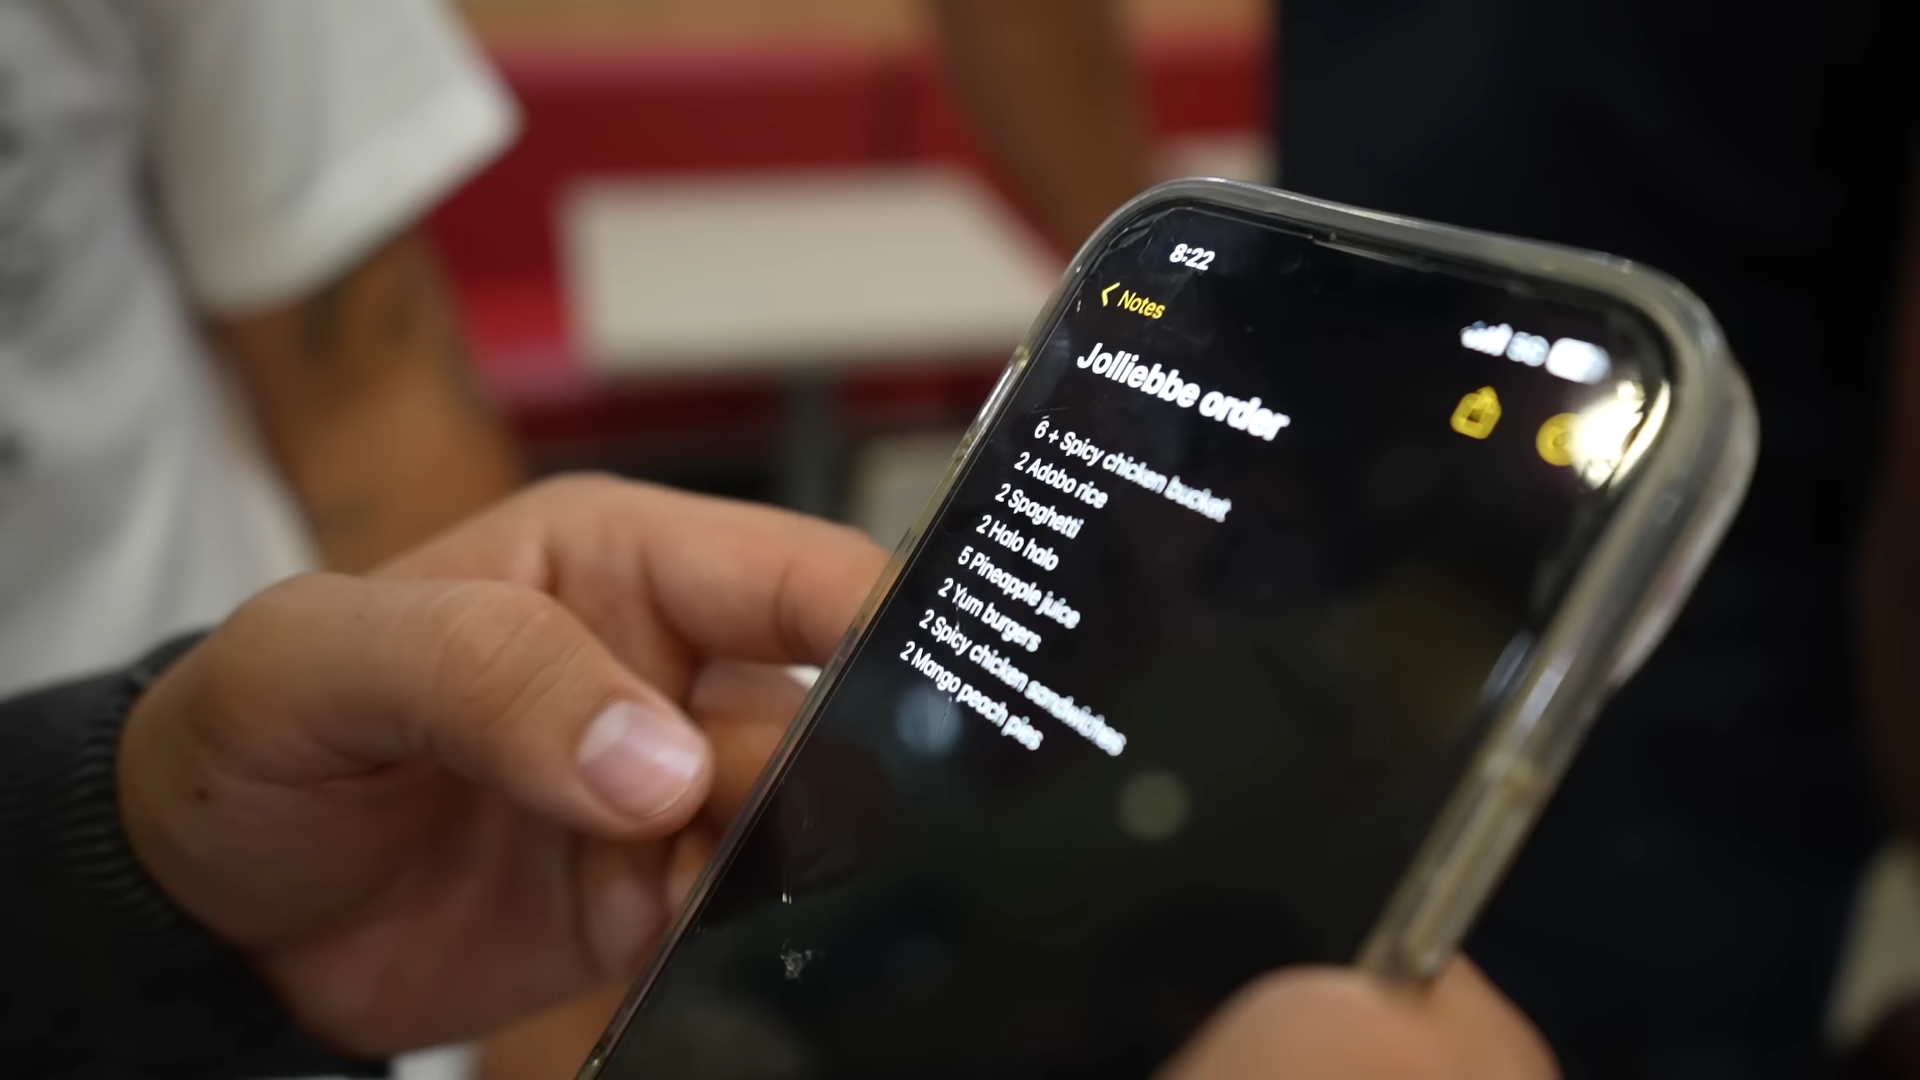 8:22
Notes
Jolliebbe order
6 + Spicy chicken bucket
2 Adobo rice
2 Spaghetti
2 Halo halo
5 Pineapple juice
2 Yum burgers
2 Spicy chicken sandwiches
2 Mango peach pies